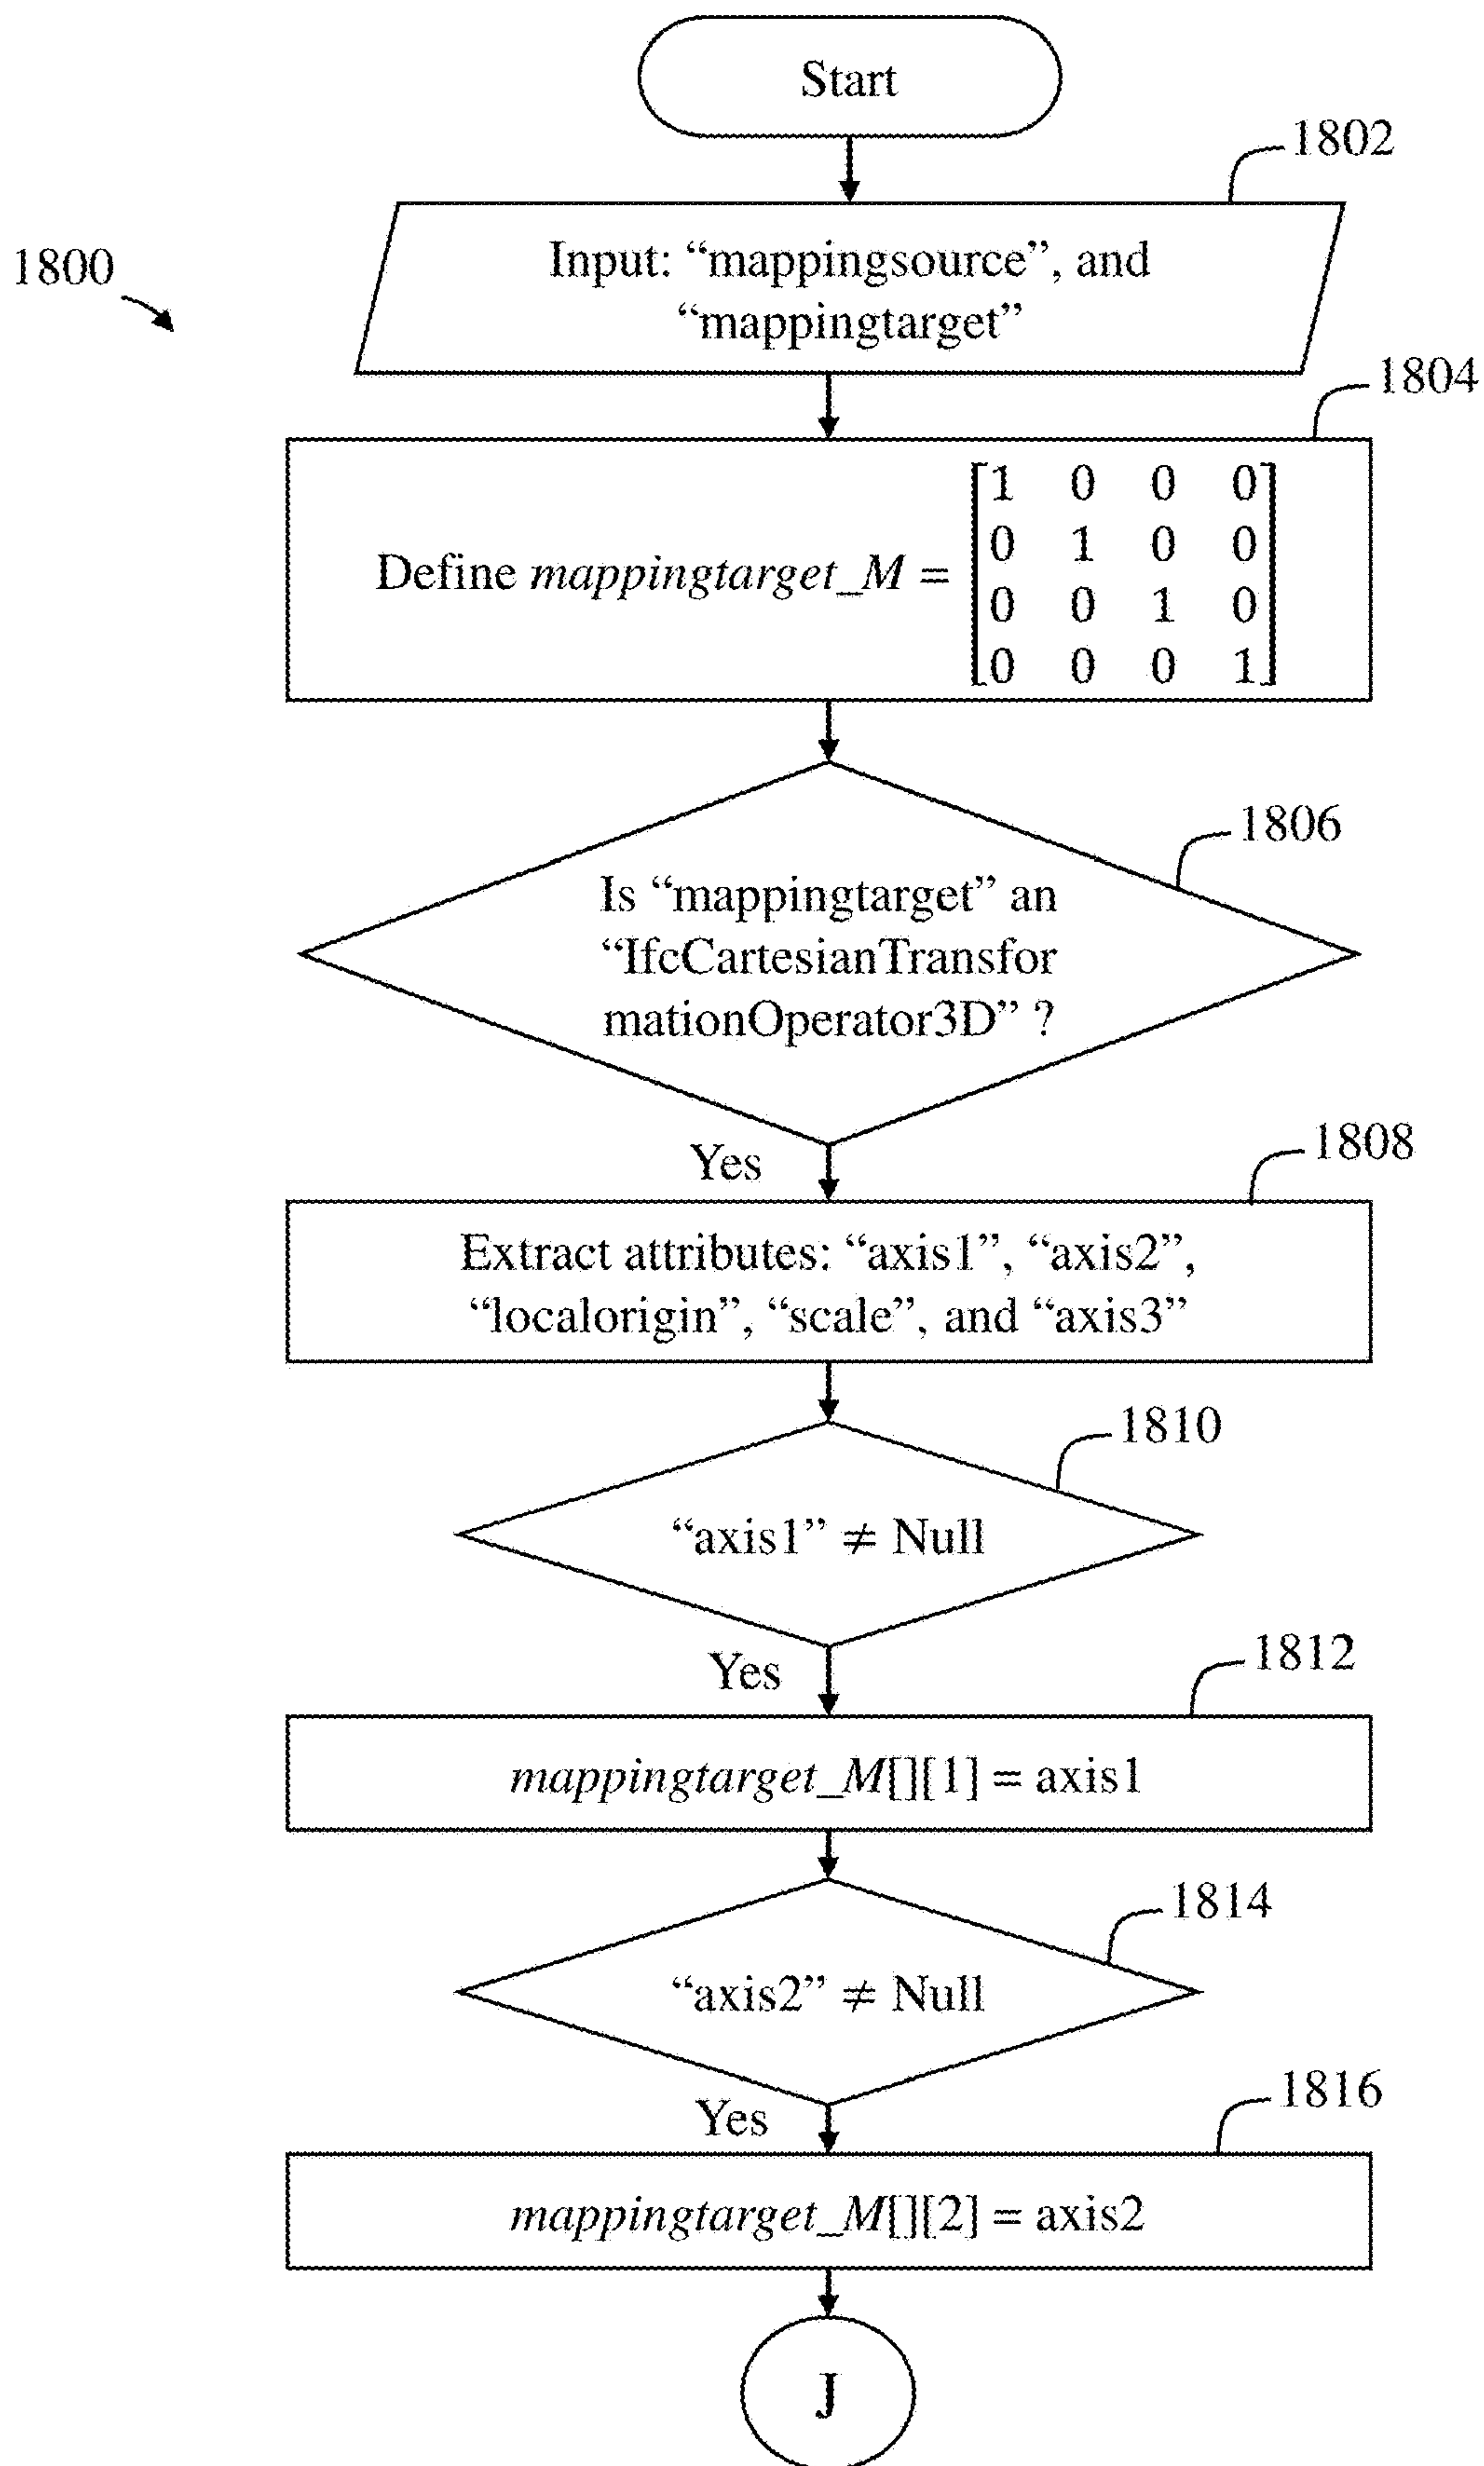 Start
1802
1800
Input: “mappingsource”, and
“mappingtarget”
1804
Define mappingtarget_M =
1 0 0 0
0 1 0 0
0 0 1 0
0 0 0 1
1806
Is “mappingtarget” an
“IfcCartesianTransfor
mationOperator3D” ?
Yes
1808
Extract attributes: “axis1”, “axis2”,
“localorigin”, “scale”, and “axis3”
1810
“axis1” ≠ Null
Yes
1812
mappingtarget_M[][1] = axis1
1814
“axis2” ≠ Null
Yes
1816
mappingtarget_M[][2] = axis2
J